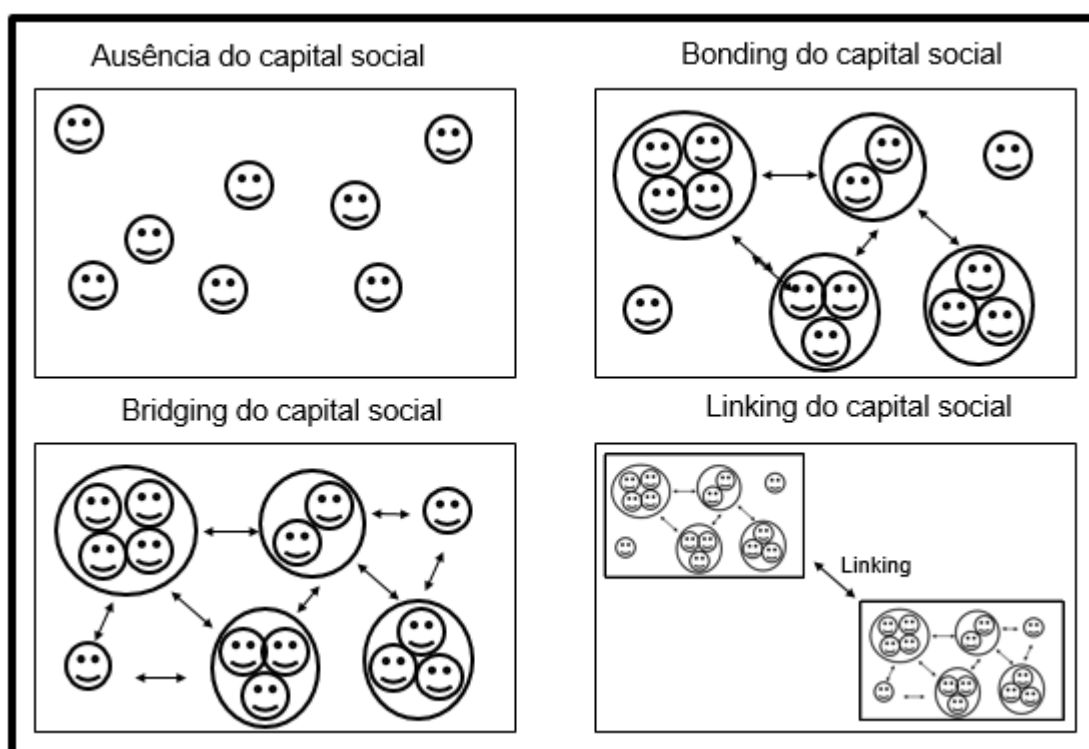 Ausência do capital social
Bonding do capital social
Bridging do capital social
Linking do capital social
Linking